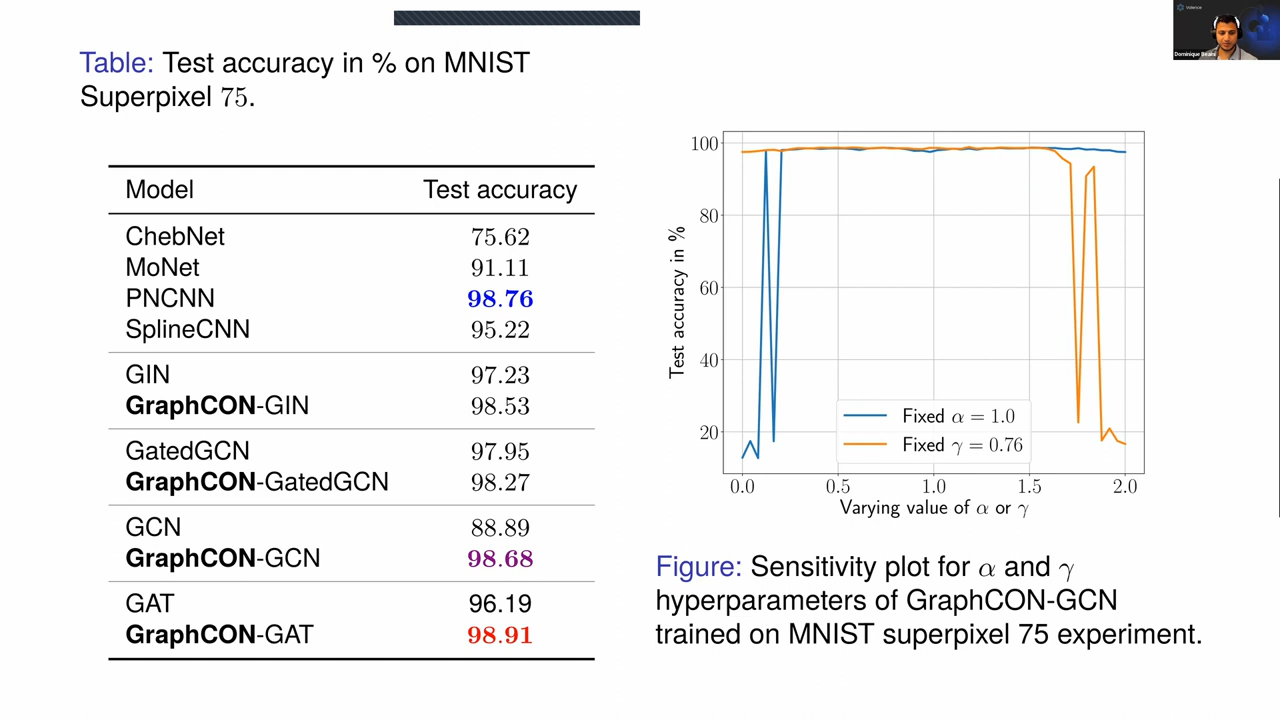 Table: Test accuracy in % on MNIST
Superpixel 75.
Model Test accuracy
ChebNet 75.62
MoNet 91.11
PNCNN 98.76
SplineCNN 95.22
GIN 97.23
GraphCON-GIN 98.53
GatedGCN 97.95
GraphCON-GatedGCN 98.27
GCN 88.89
GraphCON-GCN 98.68
GAT 96.19
GraphCON-GAT 98.91
Valence
Dominique Beaini
Test accuracy in %
100
80
60
40
20
Fixed α = 1.0
Fixed γ = 0.76
0.0 0.5 1.0 1.5 2.0
Varying value of α or γ
Figure: Sensitivity plot for α and γ
hyperparameters of GraphCON-GCN
trained on MNIST superpixel 75 experiment.